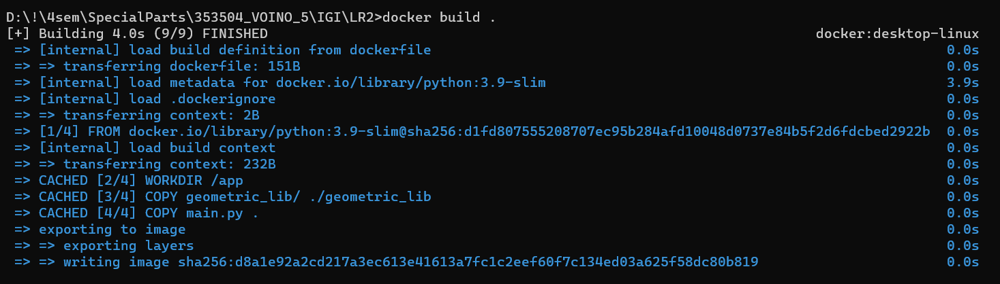 D:\!\4sem\SpecialParts\353504_VOINO_5\IGI\LR2>docker build .
[+] Building 4.0s (9/9) FINISHED docker:desktop-linux
=> [internal] load build definition from dockerfile 0.0s
=> => transferring dockerfile: 151B 0.0s
=> [internal] load metadata for docker.io/library/python:3.9-slim 3.9s
=> [internal] load .dockerignore 0.0s
=> => transferring context: 2B 0.0s
=> [1/4] FROM docker.io/library/python:3.9-slim@sha256:d1fd807555208707ec95b284afd10048d0737e84b5f2d6fdcbed2922b 0.0s
=> [internal] load build context 0.0s
=> => transferring context: 232B 0.0s
=> CACHED [2/4] WORKDIR /app 0.0s
=> CACHED [3/4] COPY geometric_lib/ ./geometric_lib 0.0s
=> CACHED [4/4] COPY main.py . 0.0s
=> exporting to image 0.0s
=> => exporting layers 0.0s
=> => writing image sha256:d8a1e92a2cd217a3ec613e41613a7fc1c2eef60f7c134ed03a625f58dc80b819 0.0s